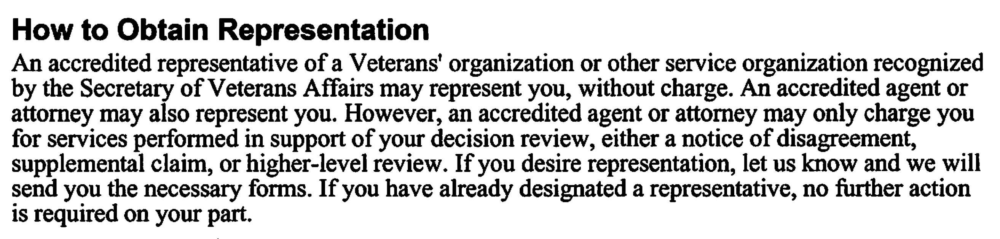 How to Obtain Representation
An accredited representative of a Veterans' organization or other service organization recognized
by the Secretary of Veterans Affairs may represent you, without charge. An accredited agent or
attorney may also represent you. However, an accredited agent or attorney may only charge you
for services performed in support of your decision review, either a notice of disagreement,
supplemental claim, or higher-level review. If you desire representation, let us know and we will
send you the necessary forms. If you have already designated a representative, no further action
is required on your part.